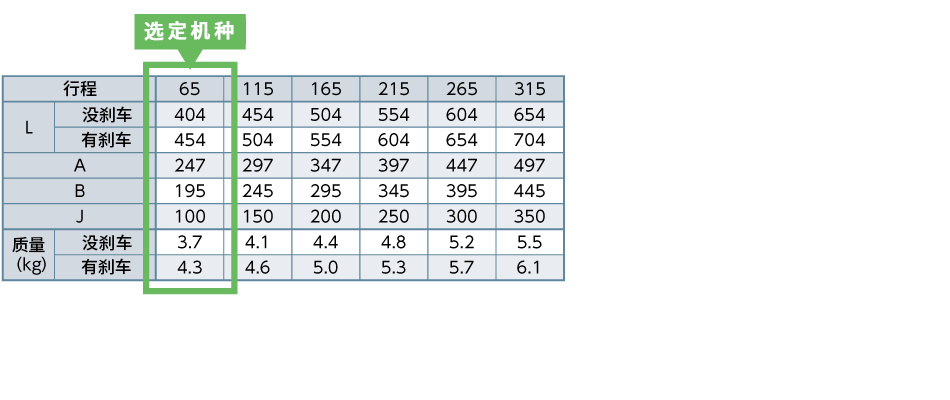 选定机种
行程 65 115 165 215 265 315
L 没刹车 404 454 504 554 604 654
有刹车 454 504 554 604 654 704
A 247 297 347 397 447 497
B 195 245 295 345 395 445
J 100 150 200 250 300 350
质量(kg) 没刹车 3.7 4.1 4.4 4.8 5.2 5.5
有刹车 4.3 4.6 5.0 5.3 5.7 6.1